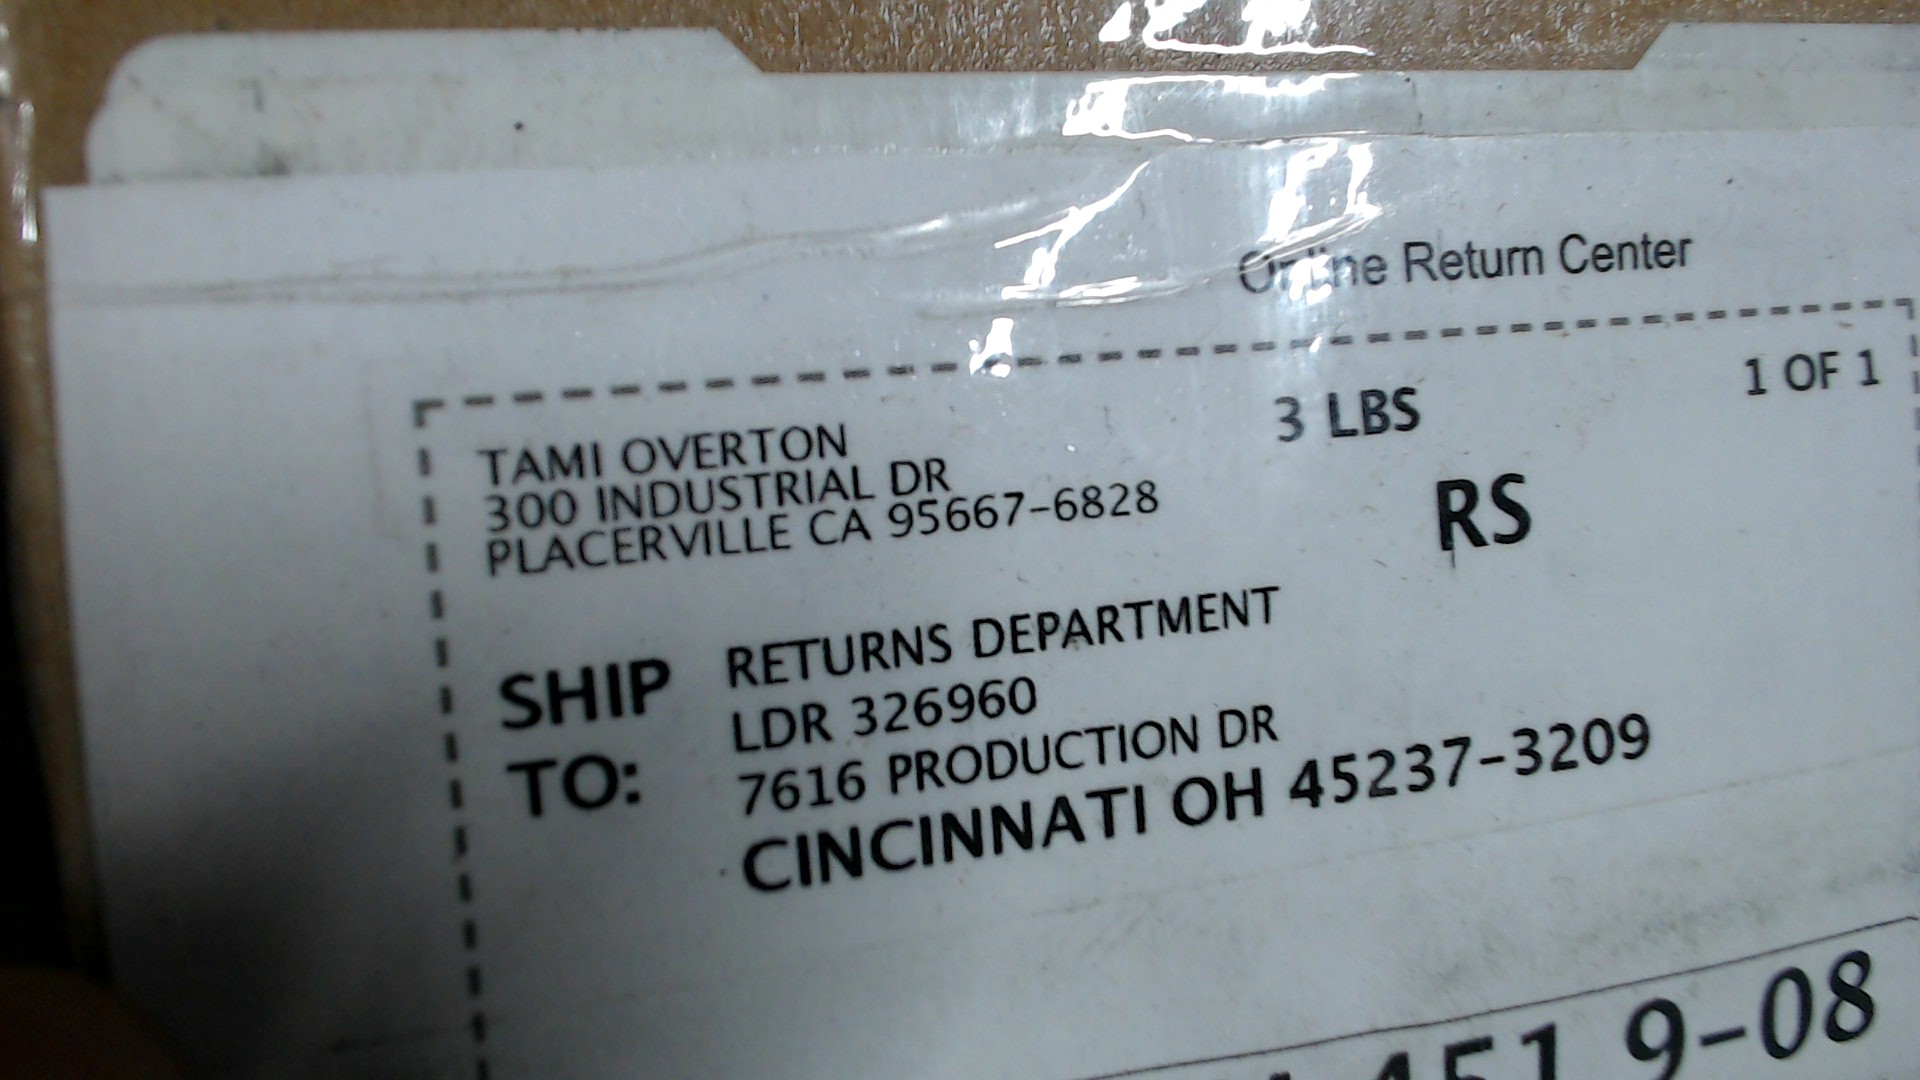 Online Return Center
TAMI OVERTON
300 INDUSTRIAL DR
PLACERVILLE CA 95667-6828
3 LBS
1 OF 1
RS
SHIP TO:
RETURNS DEPARTMENT
LDR 326960
7616 PRODUCTION DR
CINCINNATI OH 45237-3209
451 9-08